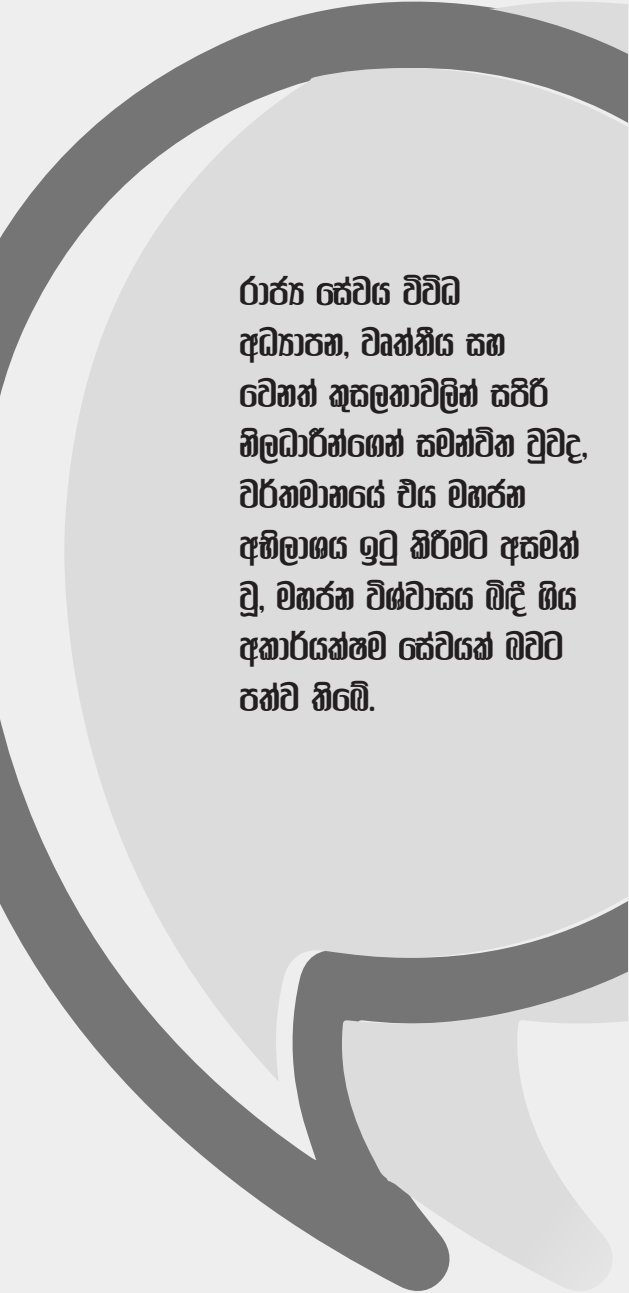 රාජ්‍ය සේවය විවිධ
අධ්‍යාපන, වෘත්තීය සහ
වෙනත් කුසලතාවලින් සපිරි
නිලධාරීන්ගෙන් සමන්විත වුවද,
වර්තමානයේ එය මහජන
අභිලාශය ඉටු කිරීමට අසමත්
වූ, මහජන විශ්වාසය බිඳී ගිය
අකාර්යක්ෂම සේවයක් බවට
පත්ව තිබේ.